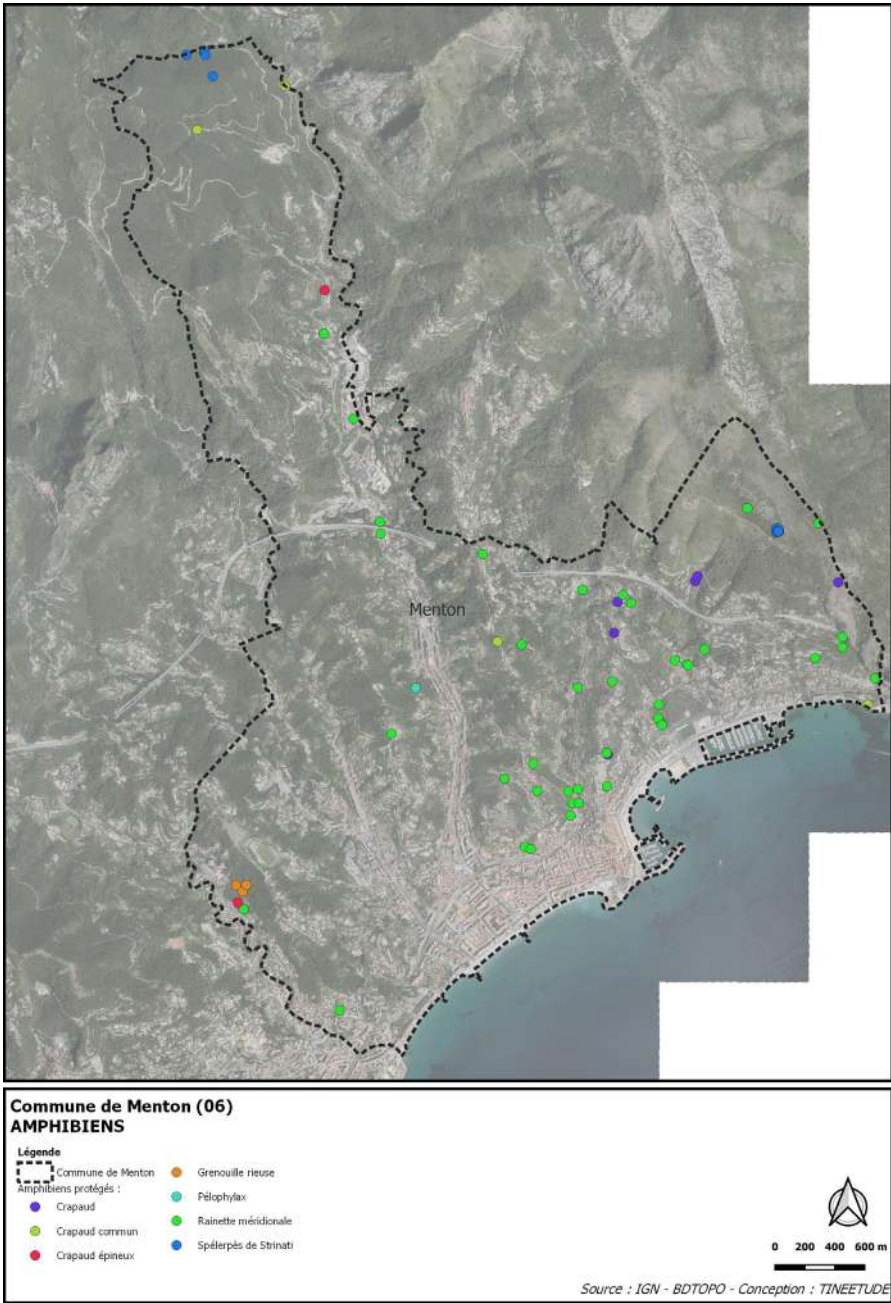 Menton
Commune de Menton (06)
AMPHIBIENS
Légende
Commune de Menton
Amphibiens protégés :
Crapaud
Crapaud commun
Crapaud épineux
Grenouille rieuse
Pélophylax
Rainette méridionale
Spélerpès de Strinati
0 200 400 600 m
Source : IGN - BDTOPO - Conception : TINEETUDE